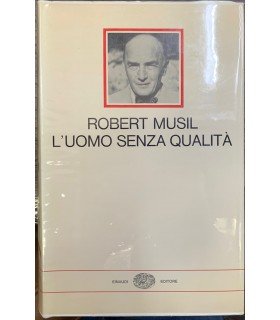 ROBERT MUSIL
L'UOMO SENZA QUALITÀ
EINAUDI EDITORE